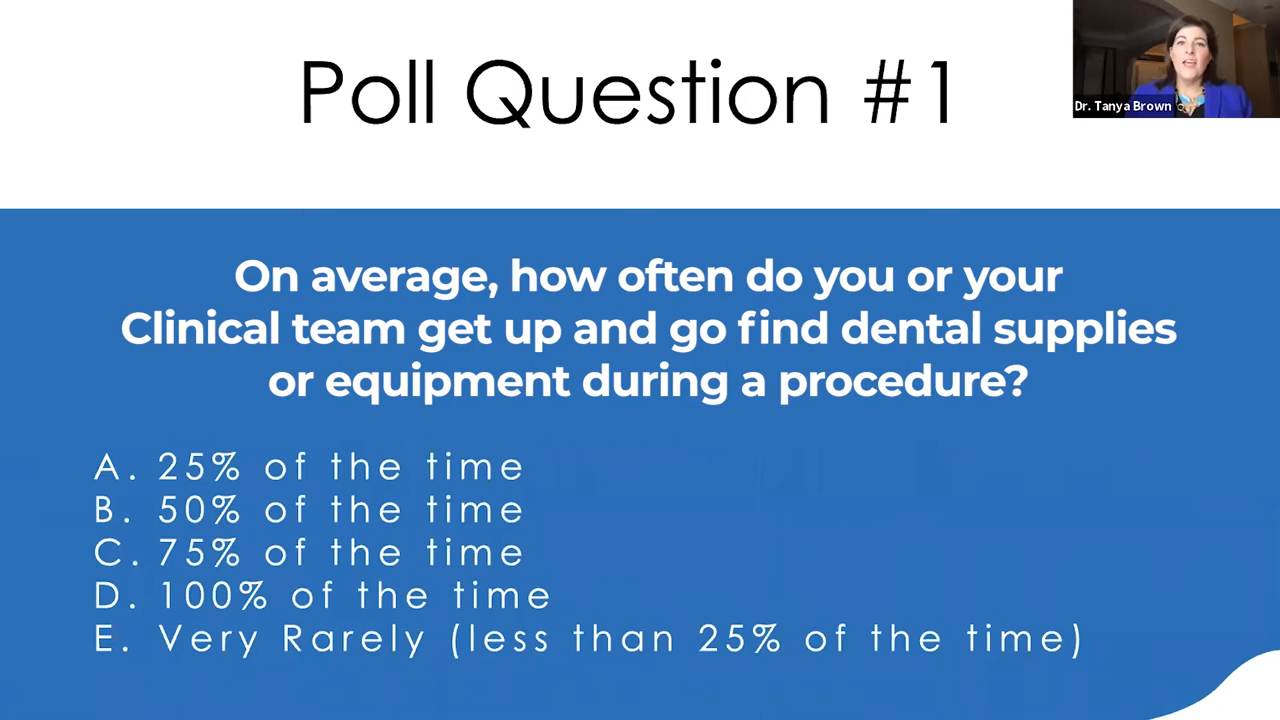 Poll Question #1
Dr. Tanya Brown
On average, how often do you or your
Clinical team get up and go find dental supplies
or equipment during a procedure?
A. 25% of the time
B. 50% of the time
C. 75% of the time
D. 100% of the time
E. Very Rarely (less than 25% of the time)